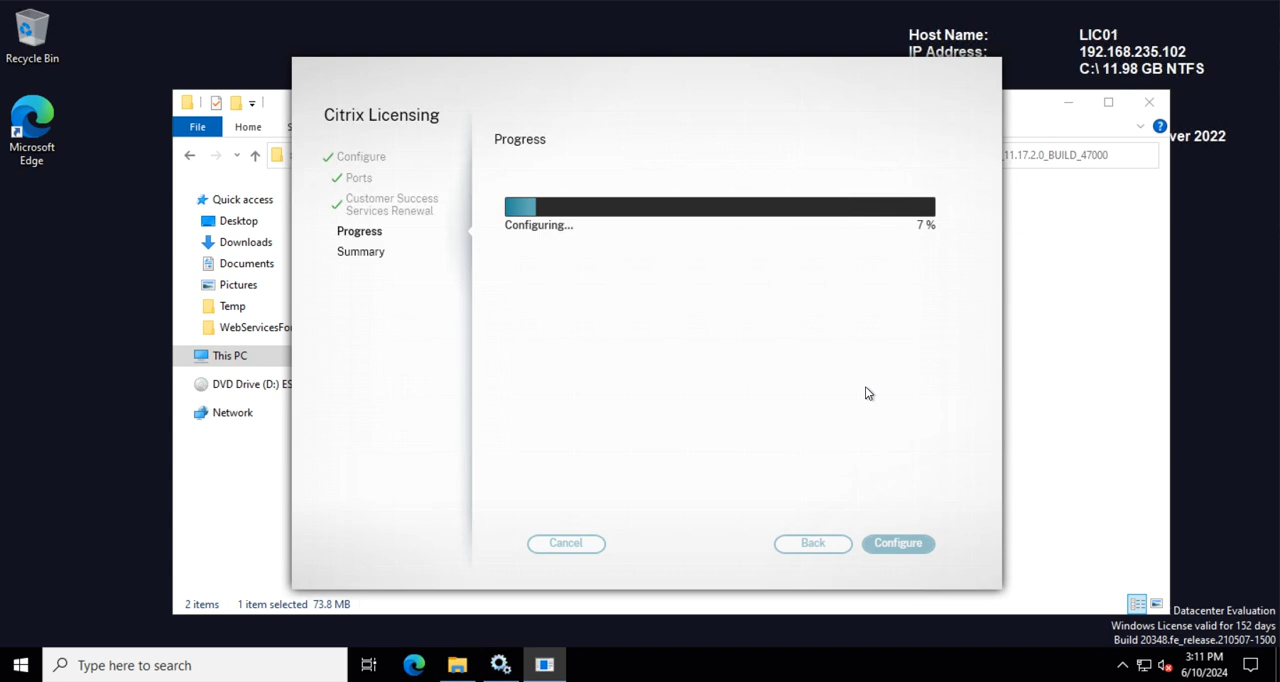 Recycle Bin
Microsoft
Edge
Host Name: LIC01
IP Address: 192.168.235.102
C:\ 11.98 GB NTFS
ver 2022
File Home S
11.17.2.0_BUILD_47000
Quick access
Desktop
Downloads
Documents
Pictures
Temp
WebServicesFo
This PC
DVD Drive (D:) ES
Network
2 items 1 item selected 73.8 MB
Citrix Licensing
Configure
Ports
Customer Success
Services Renewal
Progress
Summary
Progress
Configuring... 7 %
Cancel Back Configure
Datacenter Evaluation
Windows License valid for 152 days
Build 20348.fe_release.210507-1500
Type here to search
3:11 PM
6/10/2024